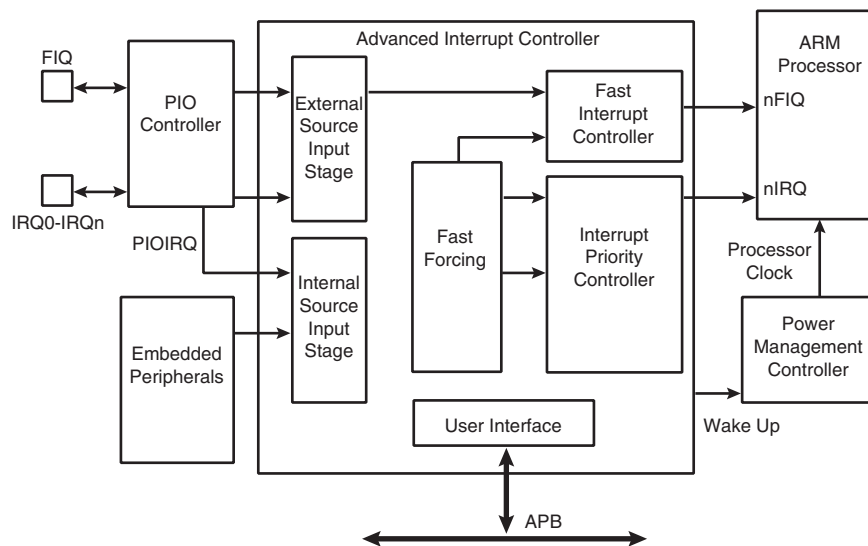 Advanced Interrupt Controller
FIQ
PIO
Controller
IRQ0-IRQn
PIOIRQ
Embedded
Peripherals
External
Source
Input
Stage
Internal
Source
Input
Stage
Fast
Forcing
Fast
Interrupt
Controller
Interrupt
Priority
Controller
User Interface
APB
ARM
Processor
nFIQ
nIRQ
Processor
Clock
Power
Management
Controller
Wake Up